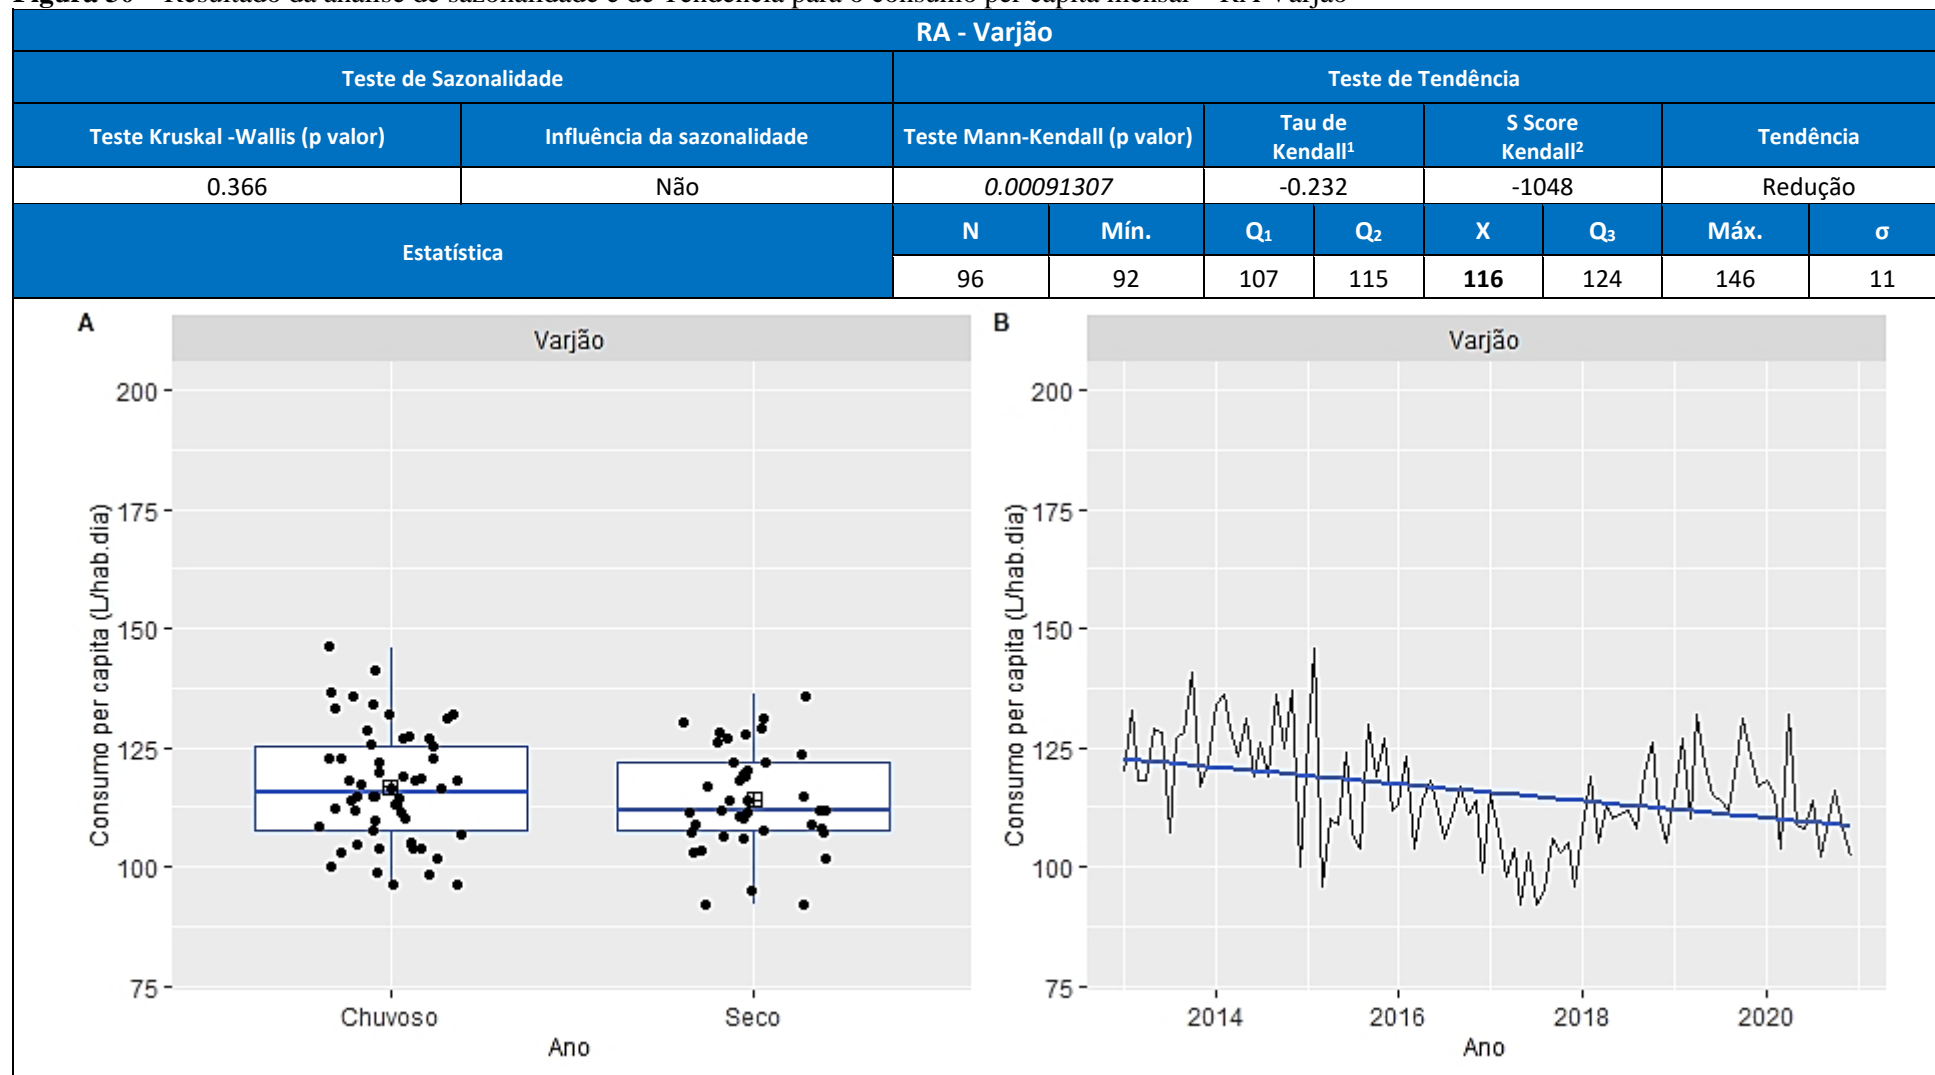 RA - Varjão
Teste de Sazonalidade
Teste de Tendência
Teste Kruskal -Wallis (p valor)
Influência da sazonalidade
Teste Mann-Kendall (p valor)
Tau de
Kendall¹
S Score
Kendall²
Tendência
0.366
Não
0.00091307
-0.232
-1048
Redução
Estatística
N
Mín.
Q₁
Q₂
X
Q₃
Máx.
σ
96
92
107
115
116
124
146
11
A
Varjão
Consumo per capita (L/hab.dia)
200
175
150
125
100
75
Chuvoso
Seco
Ano
B
Varjão
Consumo per capita (L/hab.dia)
200
175
150
125
100
75
2014
2016
2018
2020
Ano